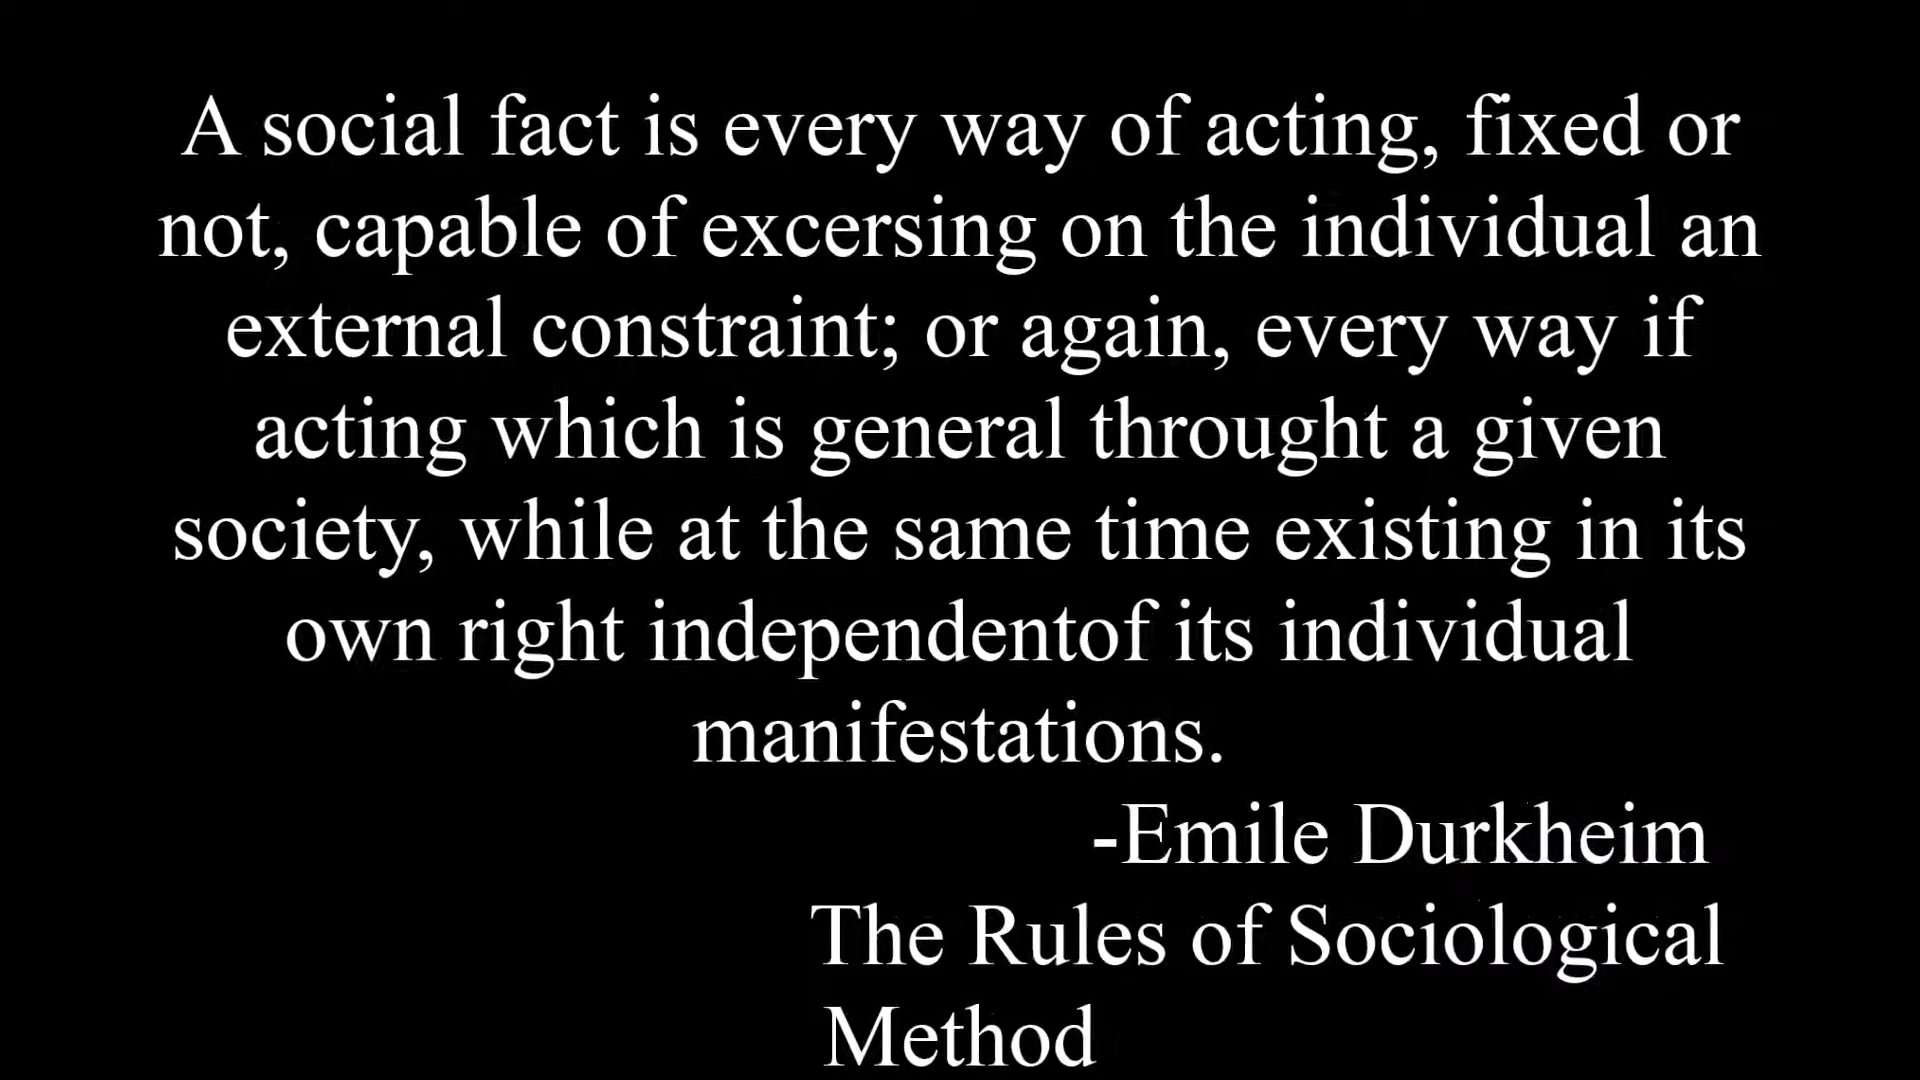 A social fact is every way of acting, fixed or
not, capable of excersing on the individual an
external constraint; or again, every way if
acting which is general throught a given
society, while at the same time existing in its
own right independentof its individual
manifestations.
-Emile Durkheim
The Rules of Sociological
Method